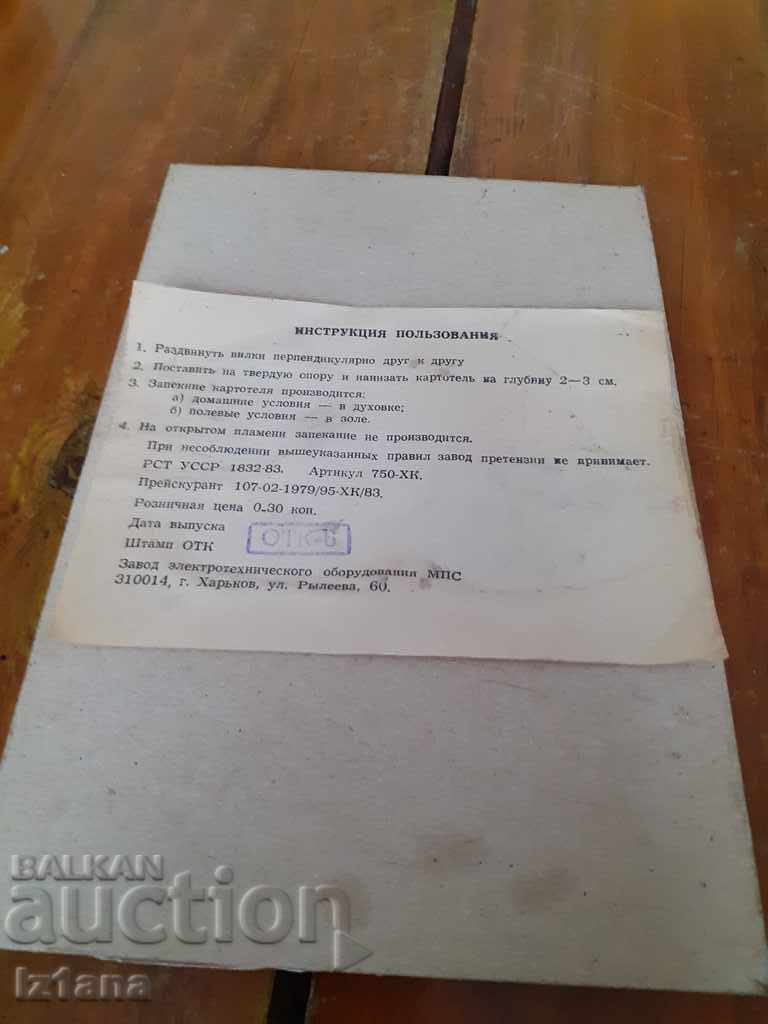 ИНСТРУКЦИЯ ПОЛЬЗОВАНИЯ
1. Раздвинуть вилки перпендикулярно друг к другу
2. Поставить на твердую опору и нанизать картотель на глубину 2—3 см.
3. Запекние картотеля производится:
а) домашние условия — в духовке;
б) полевые условия — в золе.
4. На открытом пламени запекание не производится.
При несоблюдении вышеуказанных правил завод претензии не принимает.
РСТ УССР 1832-83. Артикул 750-ХК.
Прейскурант 107-02-1979/95-ХК/83.
Розничная цена 0-30 коп.
Дата выпуска
Штамп ОТК ОТК-6
Завод электротехнического оборудования МПС
310014, г. Харьков, ул. Рылеева, 60.
BALKAN
auction
Iz1ana